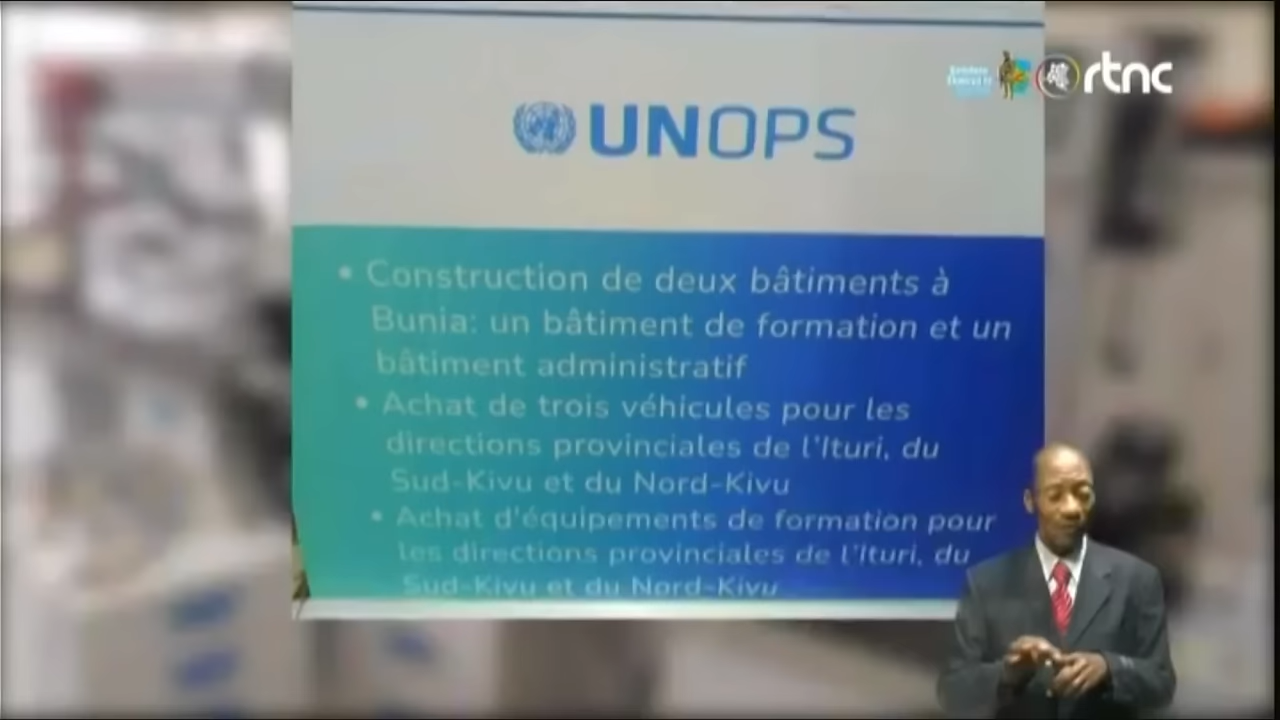 rtnc
UNOPS
• Construction de deux bâtiments à
Bunia: un bâtiment de formation et un
bâtiment administratif
• Achat de trois véhicules pour les
directions provinciales de l'Ituri, du
Sud-Kivu et du Nord-Kivu
• Achat d'équipements de formation pour
les directions provinciales de l'Ituri, du
Sud-Kivu et du Nord-Kivu